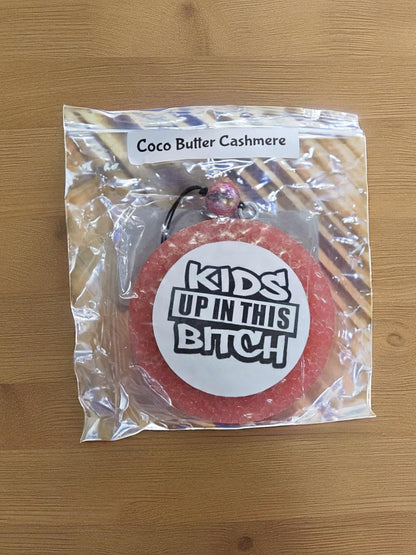 Coco Butter Cashmere
KIDS
UP IN THIS
BITCH